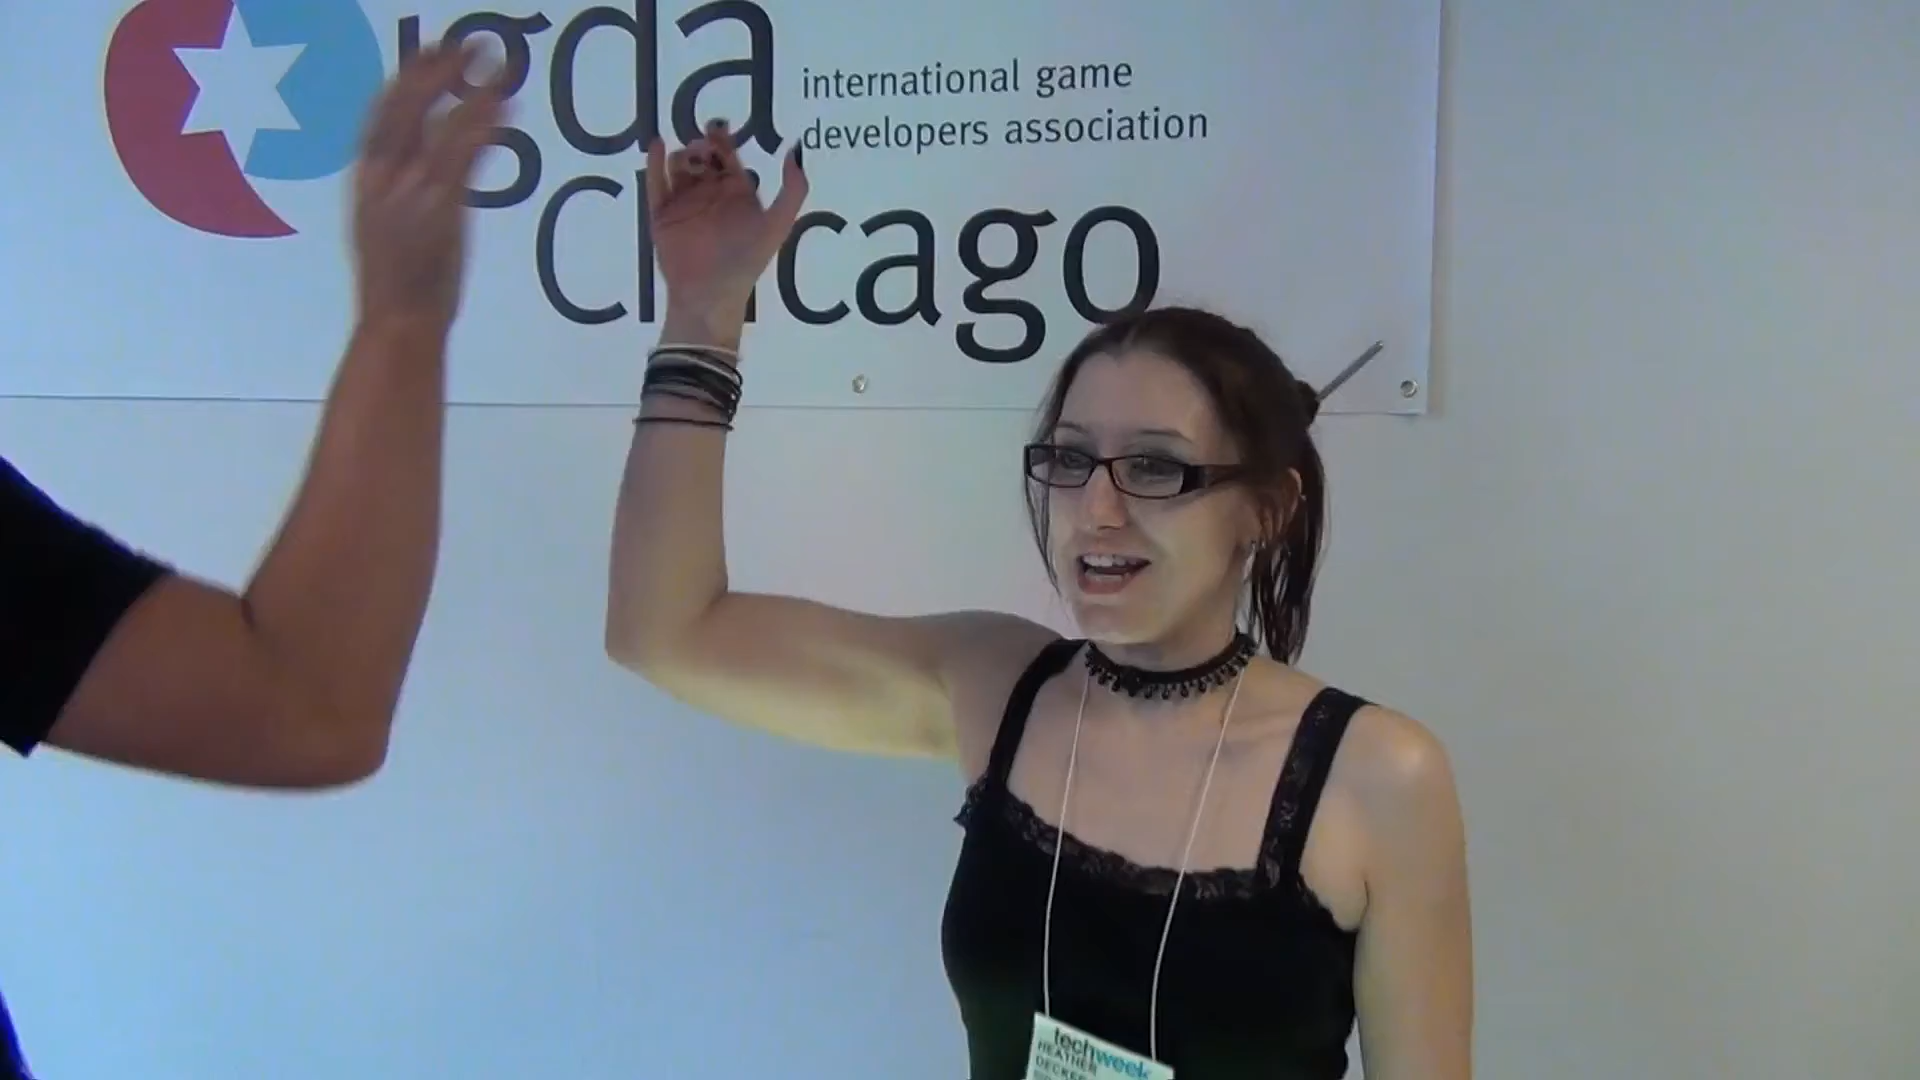 igda
international game
developers association
Chicago
techweek
HEATHER
DECKER